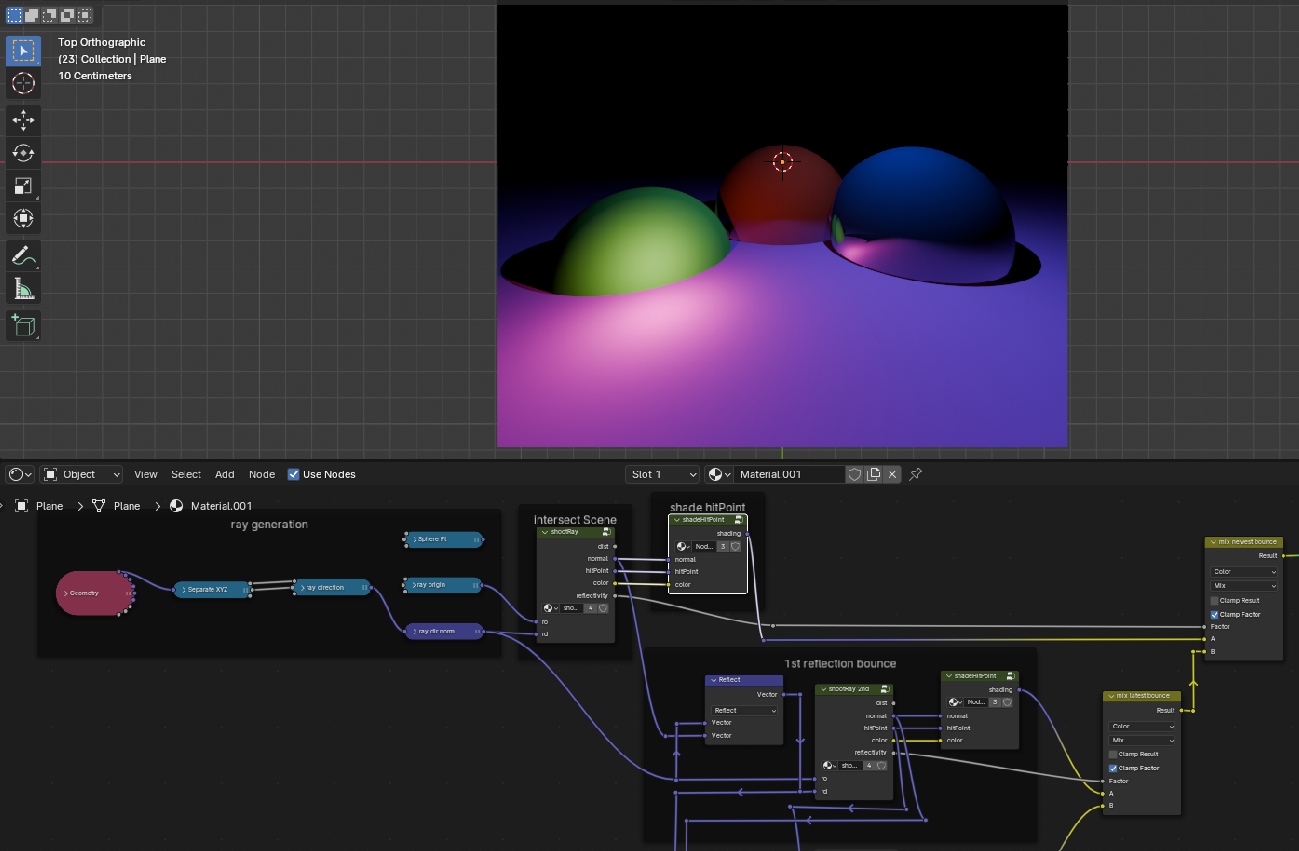 Top Orthographic
(23) Collection | Plane
10 Centimeters
Object
View
Select
Add
Node
Use Nodes
Slot 1
Material.001
Plane
Plane
Material.001
ray generation
Geometry
Separate XYZ
ray direction
Sphere Fl
ray origin
ray dir norm
intersect Scene
shootRay
dist
normal
hitPoint
color
reflectivity
sho...
4
ro
rd
shade hitPoint
shadeHitPoint
shading
Nod...
3
normal
hitPoint
color
1st reflection bounce
Reflect
Vector
Reflect
Vector
Vector
shootRay 2nd
dist
normal
hitPoint
color
reflectivity
sho...
4
ro
rd
shadeHitPoint
shading
Nod...
3
normal
hitPoint
color
mix latest bounce
Result
Color
Mix
Clamp Result
Clamp Factor
Factor
A
B
mix newest bounce
Result
Color
Mix
Clamp Result
Clamp Factor
Factor
A
B